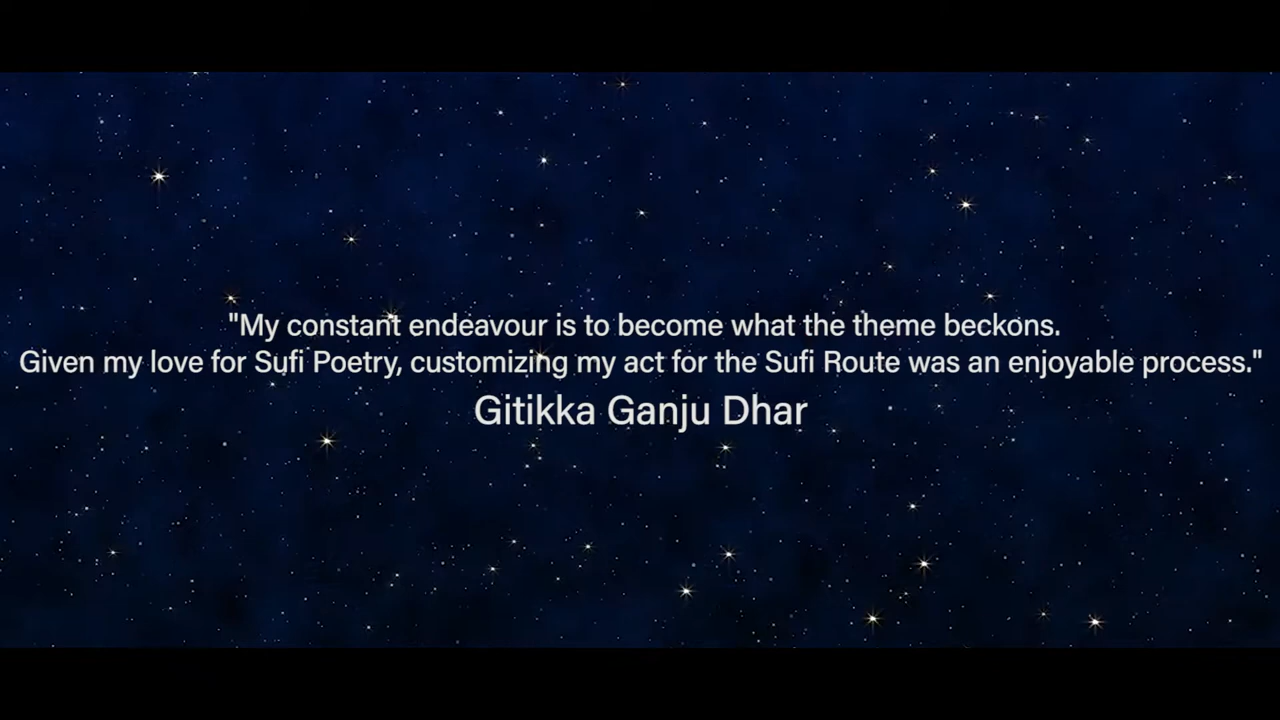 "My constant endeavour is to become what the theme beckons.
Given my love for Sufi Poetry, customizing my act for the Sufi Route was an enjoyable process."
Gitikka Ganju Dhar